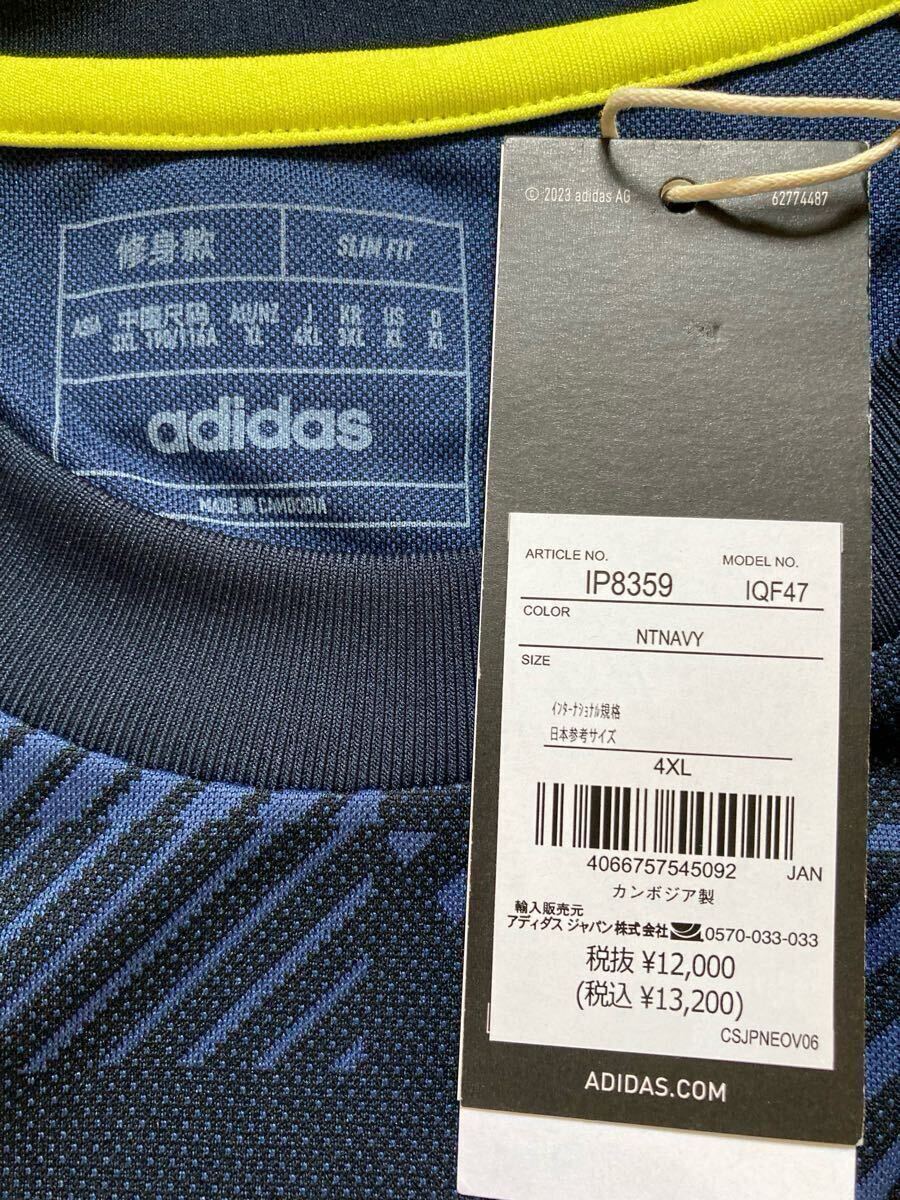 修身款 SLIM FIT
ASIA 中国尺码 AU/NZ J KR US D
3XL 190/116A XL 4XL 3XL XL XL
adidas
MADE IN CAMBODIA
© 2023 adidas AG 62774487
ARTICLE NO. MODEL NO.
IP8359 IQF47
COLOR
NTNAVY
SIZE
インターナショナル規格
日本参考サイズ
4XL
4066757545092 JAN
カンボジア製
輸入販売元
アディダス ジャパン株式会社 0570-033-033
税抜 ¥12,000
(税込 ¥13,200)
CSJPNEOV06
ADIDAS.COM